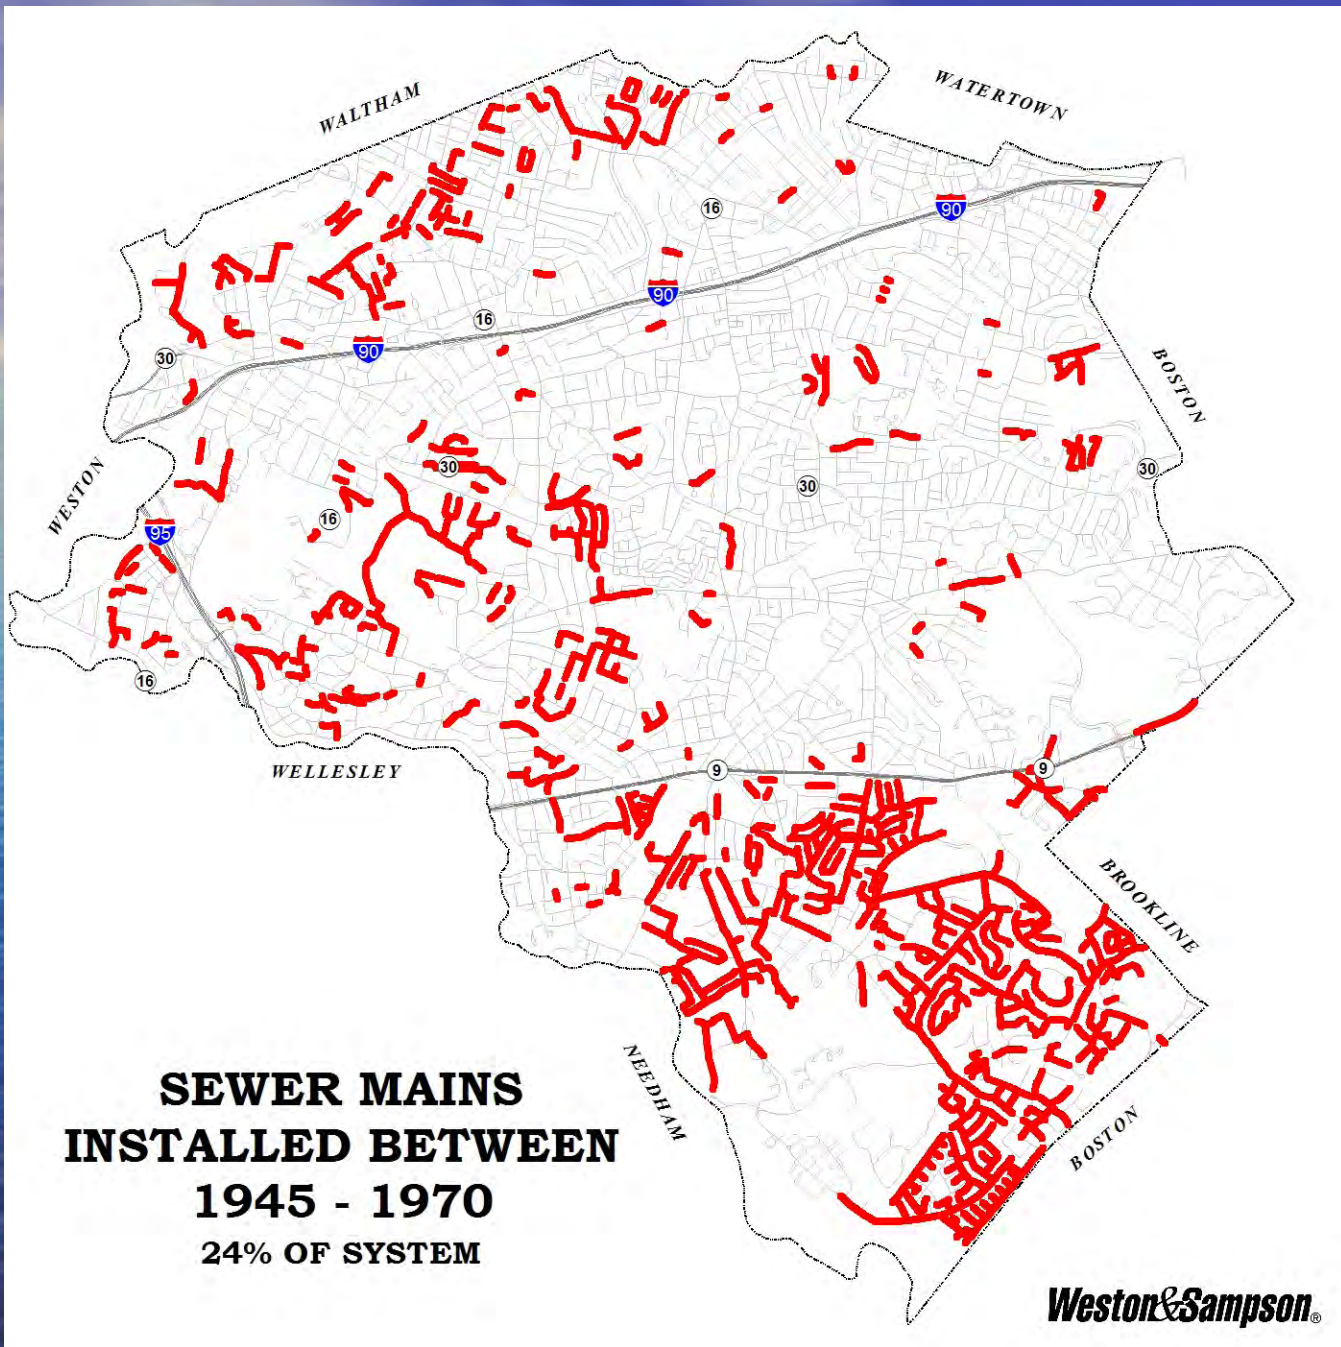 WALTHAM
WATERTOWN
90
16
90
16
90
30
BOSTON
30
WESTON
30
30
16
95
16
WELLESLEY
9
9
BROOKLINE
NEEDHAM
BOSTON
SEWER MAINS
INSTALLED BETWEEN
1945 - 1970
24% OF SYSTEM
Weston&Sampson®